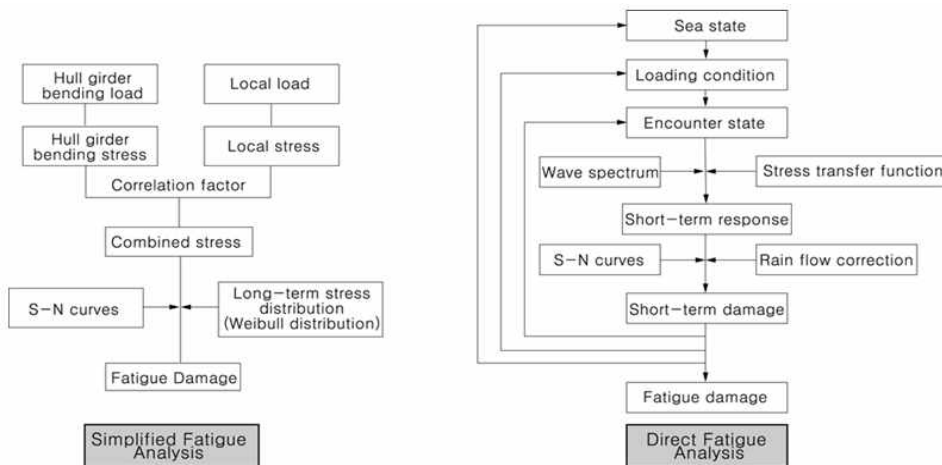 Hull girder
bending load
Local load
Hull girder
bending stress
Local stress
Correlation factor
Combined stress
S-N curves
Long-term stress
distribution
(Weibull distribution)
Fatigue Damage
Simplified Fatigue
Analysis
Sea state
Loading condition
Encounter state
Wave spectrum
Stress transfer function
Short-term response
S-N curves
Rain flow correction
Short-term damage
Fatigue damage
Direct Fatigue
Analysis